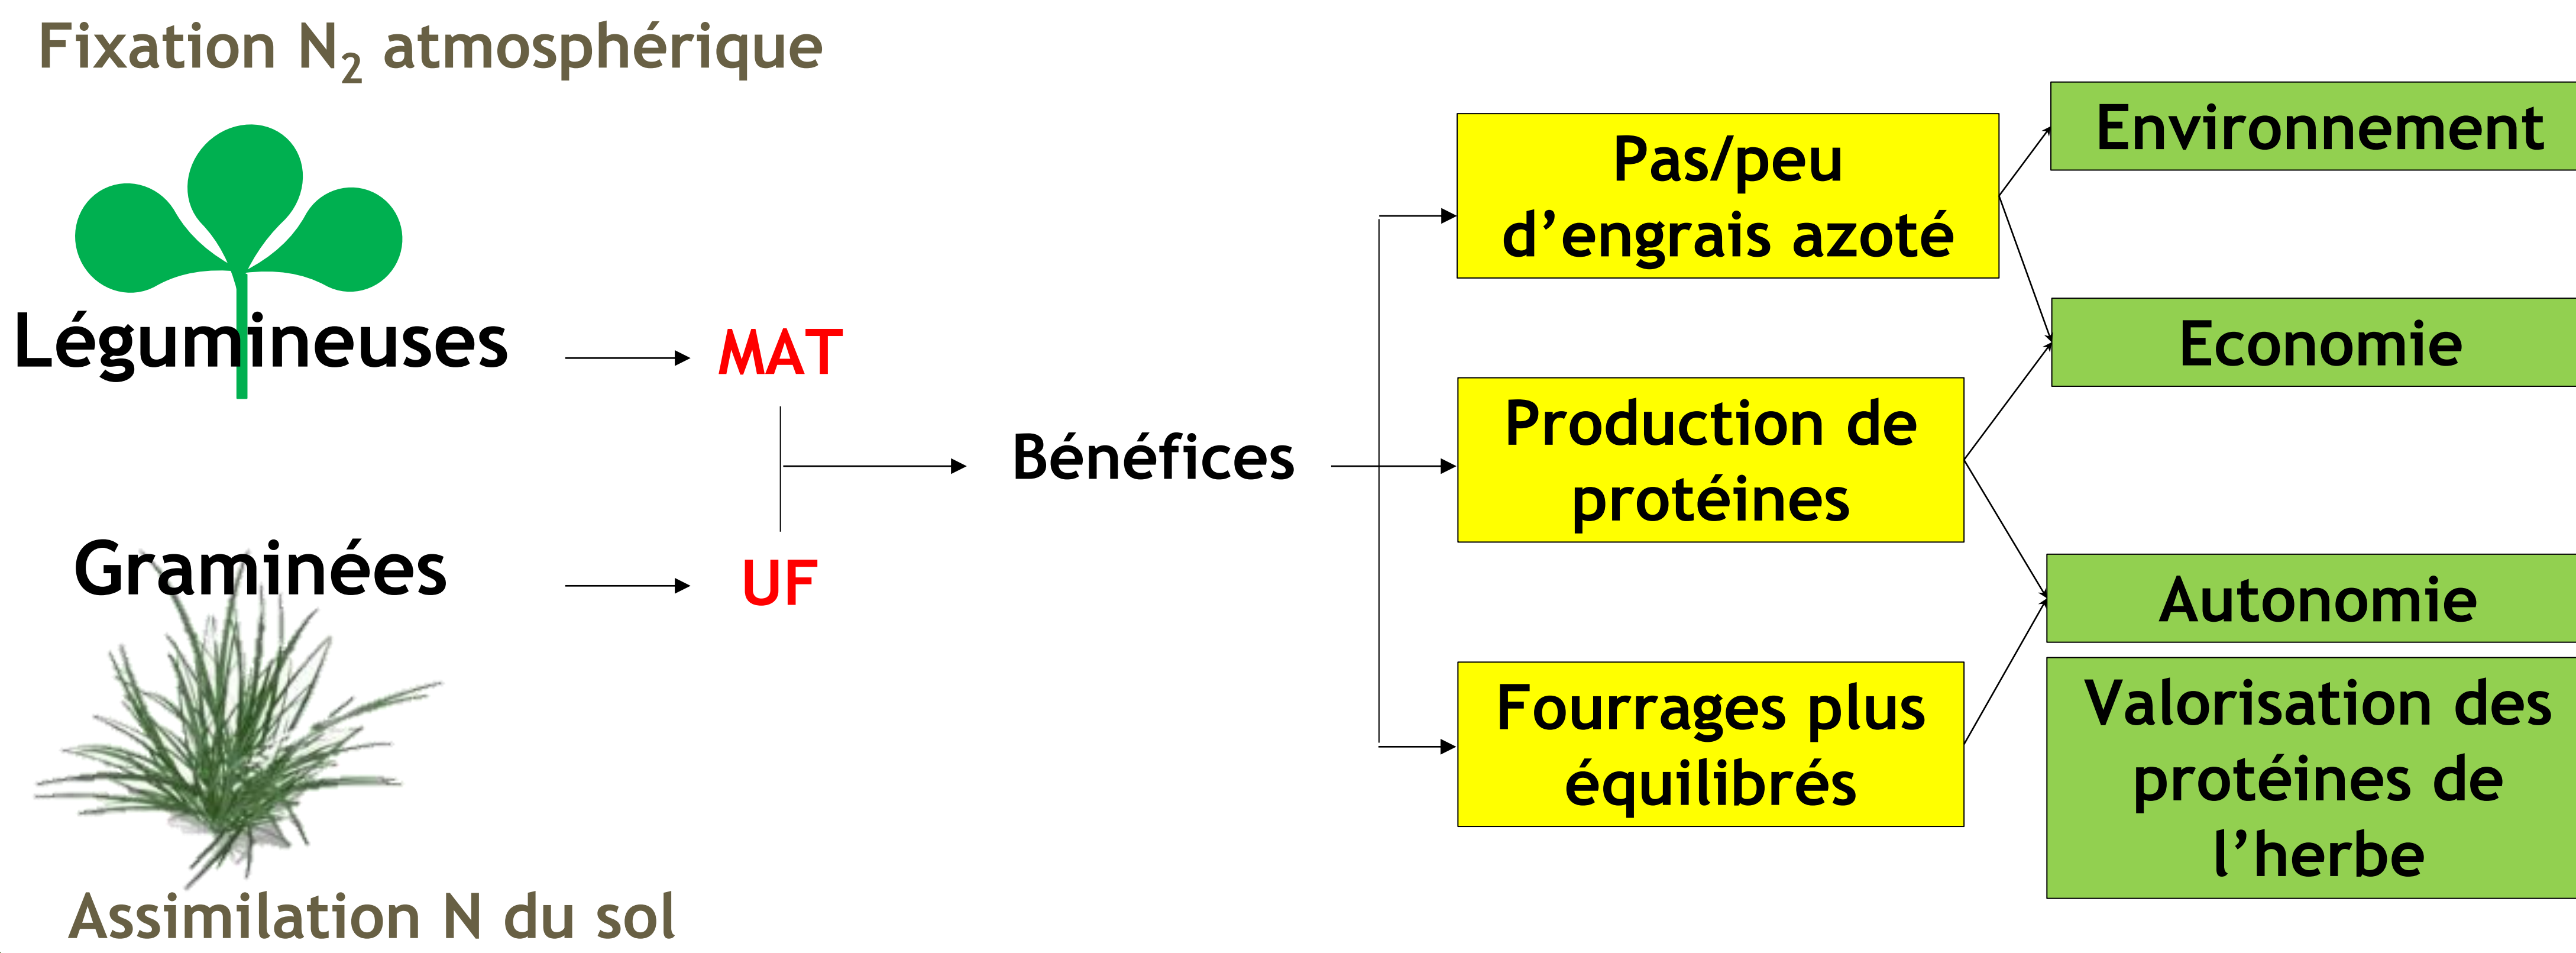 Fixation N₂ atmosphérique
Légumineuses
MAT
Graminées
UF
Assimilation N du sol
Bénéfices
Pas/peu
d’engrais azoté
Production de
protéines
Fourrages plus
équilibrés
Environnement
Economie
Autonomie
Valorisation des
protéines de
l’herbe